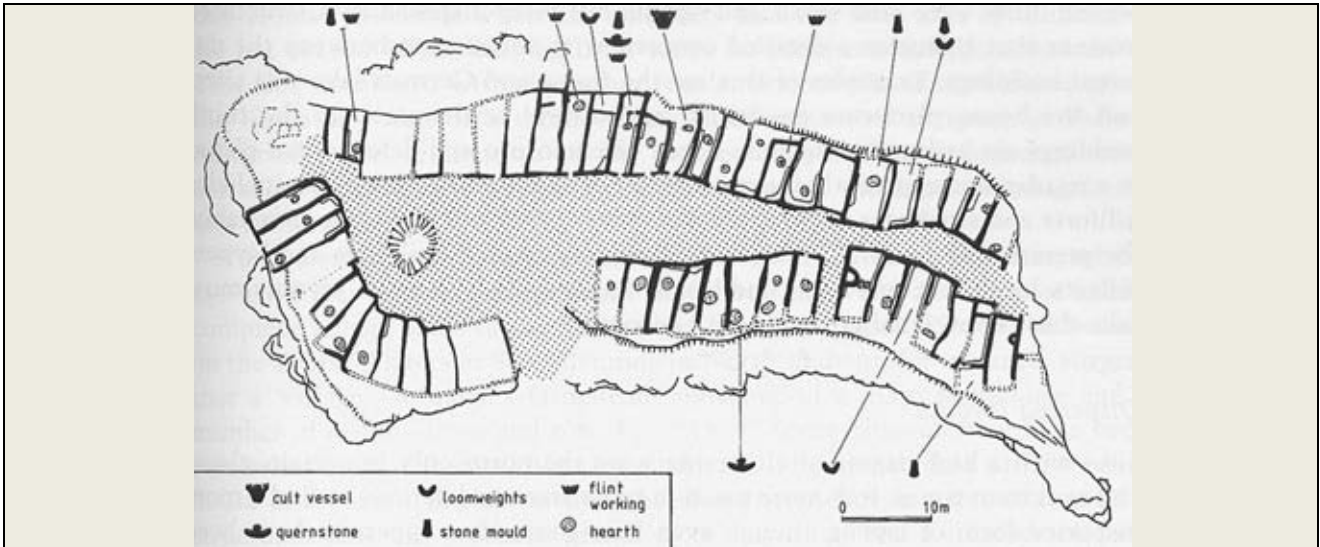 0 10m
cult vessel loomweights flint
working
quernstone stone mould hearth